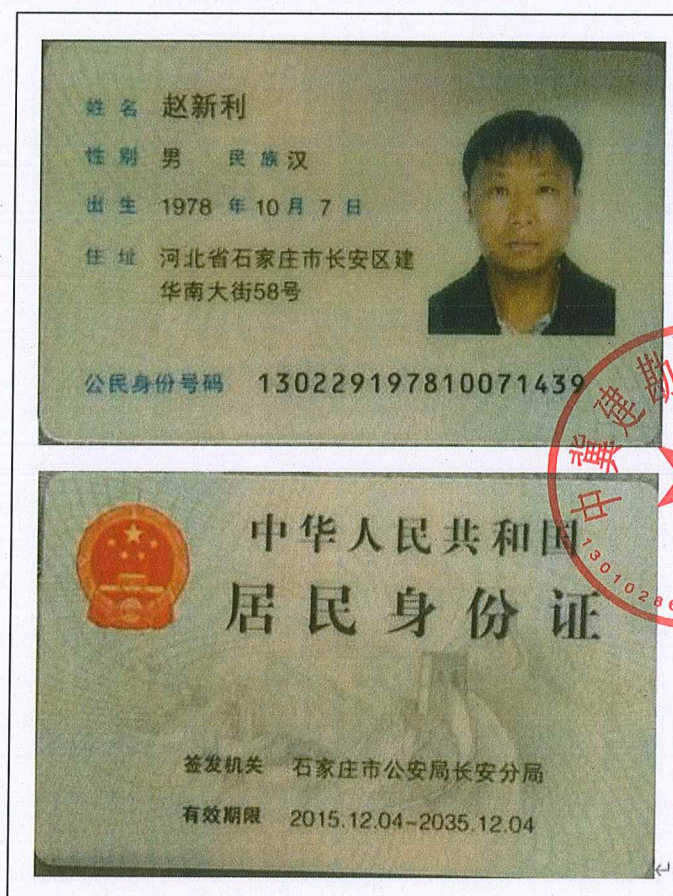 姓名 赵新利
性别 男 民族 汉
出生 1978 年 10 月 7 日
住址 河北省石家庄市长安区建
华南大街58号
公民身份号码 130229197810071439
中冀建
13010286
中华人民共和国
居民身份证
签发机关 石家庄市公安局长安分局
有效期限 2015.12.04-2035.12.04